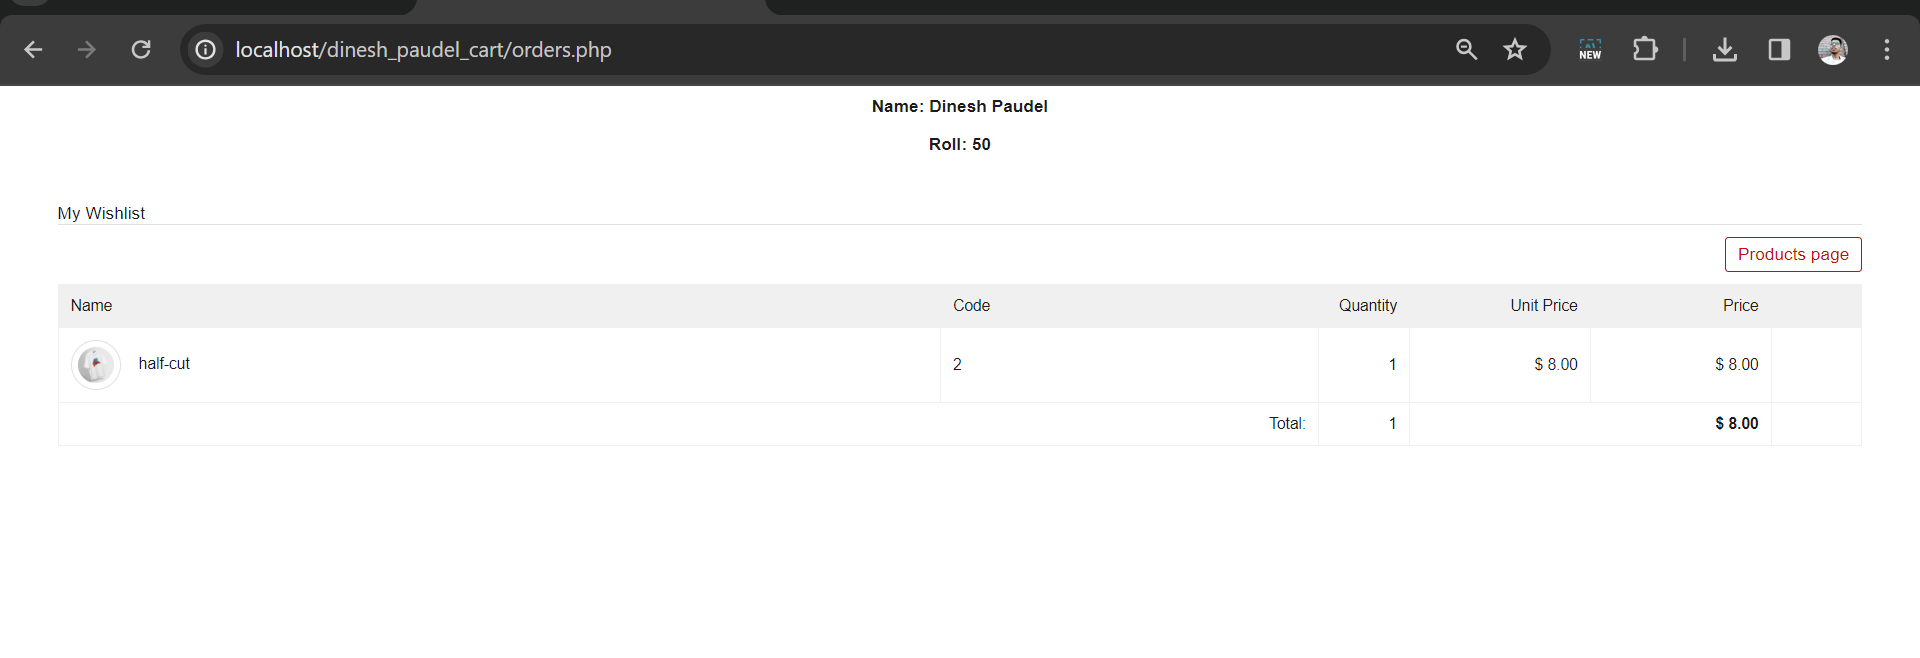 localhost/dinesh_paudel_cart/orders.php
NEW
Name: Dinesh Paudel
Roll: 50
My Wishlist
Products page
Name Code Quantity Unit Price Price
half-cut 2 1 $ 8.00 $ 8.00
Total: 1 $ 8.00